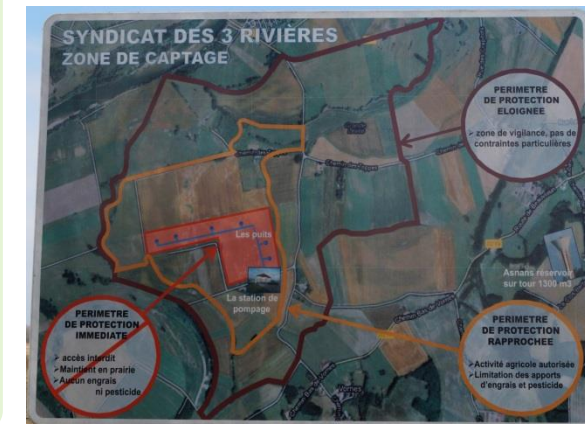 SYNDICAT DES 3 RIVIÈRES
ZONE DE CAPTAGE
PERIMETRE
DE PROTECTION
ELOIGNEE
➢ zone de vigilance, pas de
contraintes particulières
Les puits
La station de
pompage
Asnans réservoir
sur tour 1300 m3
PERIMETRE
DE PROTECTION
IMMEDIATE
➢ accès interdit
➢ Maintient en prairie
➢ Aucun engrais
ni pesticide
PERIMETRE
DE PROTECTION
RAPPROCHEE
➢ Activité agricole autorisée
➢ Limitation des apports
d'engrais et pesticide